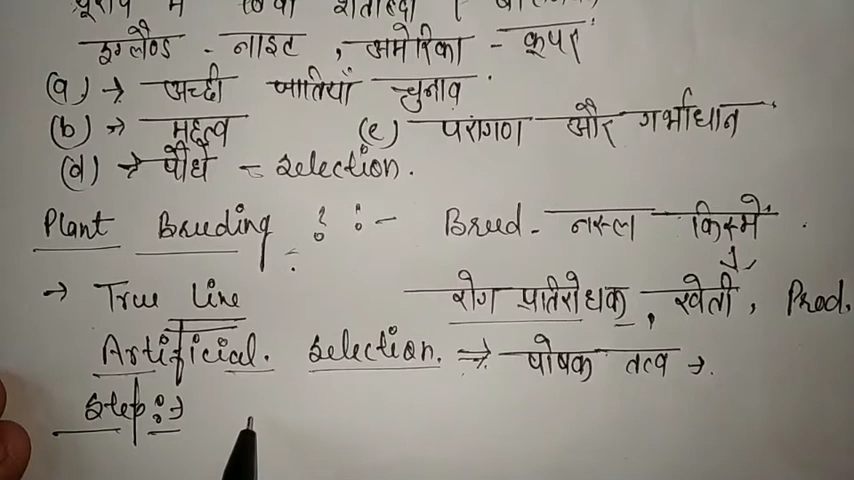 यूरोप में शताब्दी
इंग्लैण्ड - नाइट , अमेरिका - कूपर
(a) → अच्छी जातियाँ चुनाव
(b) → महत्व (c) परागण और गर्भाधान
(d) → पौधे - selection.
Plant Breeding :- Breed - नस्ल किस्में
→ True Line रोग प्रतिरोधक, खेती, Prod.
Artificial. Selection. ⇒ पोषक तत्व →.
Step :→